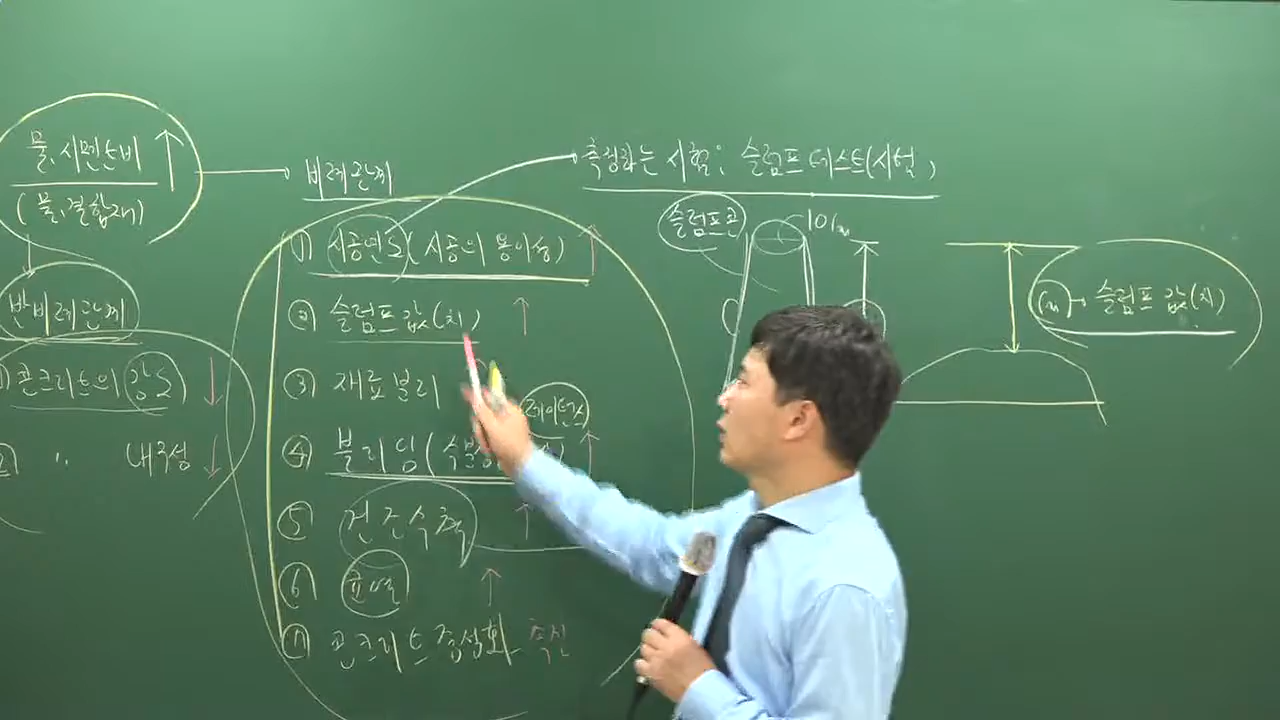 물.시멘트비 ↑
(물.결합재)
반비례관계
콘크리트의 강도) ↓
② 〃 내구성 ↓
비례관계
① 시공연도(시공의 용이성) ↑
② 슬럼프값(치) ↑
③ 재료분리
레이턴스
④ 블리딩(수밀
⑤ 건조수축 ↑
⑥ 균열 ↑
⑦ 콘크리트 중성화 촉진
측정하는 시험: 슬럼프테스트(시험)
슬럼프콘
10cm
cm → 슬럼프값(치)